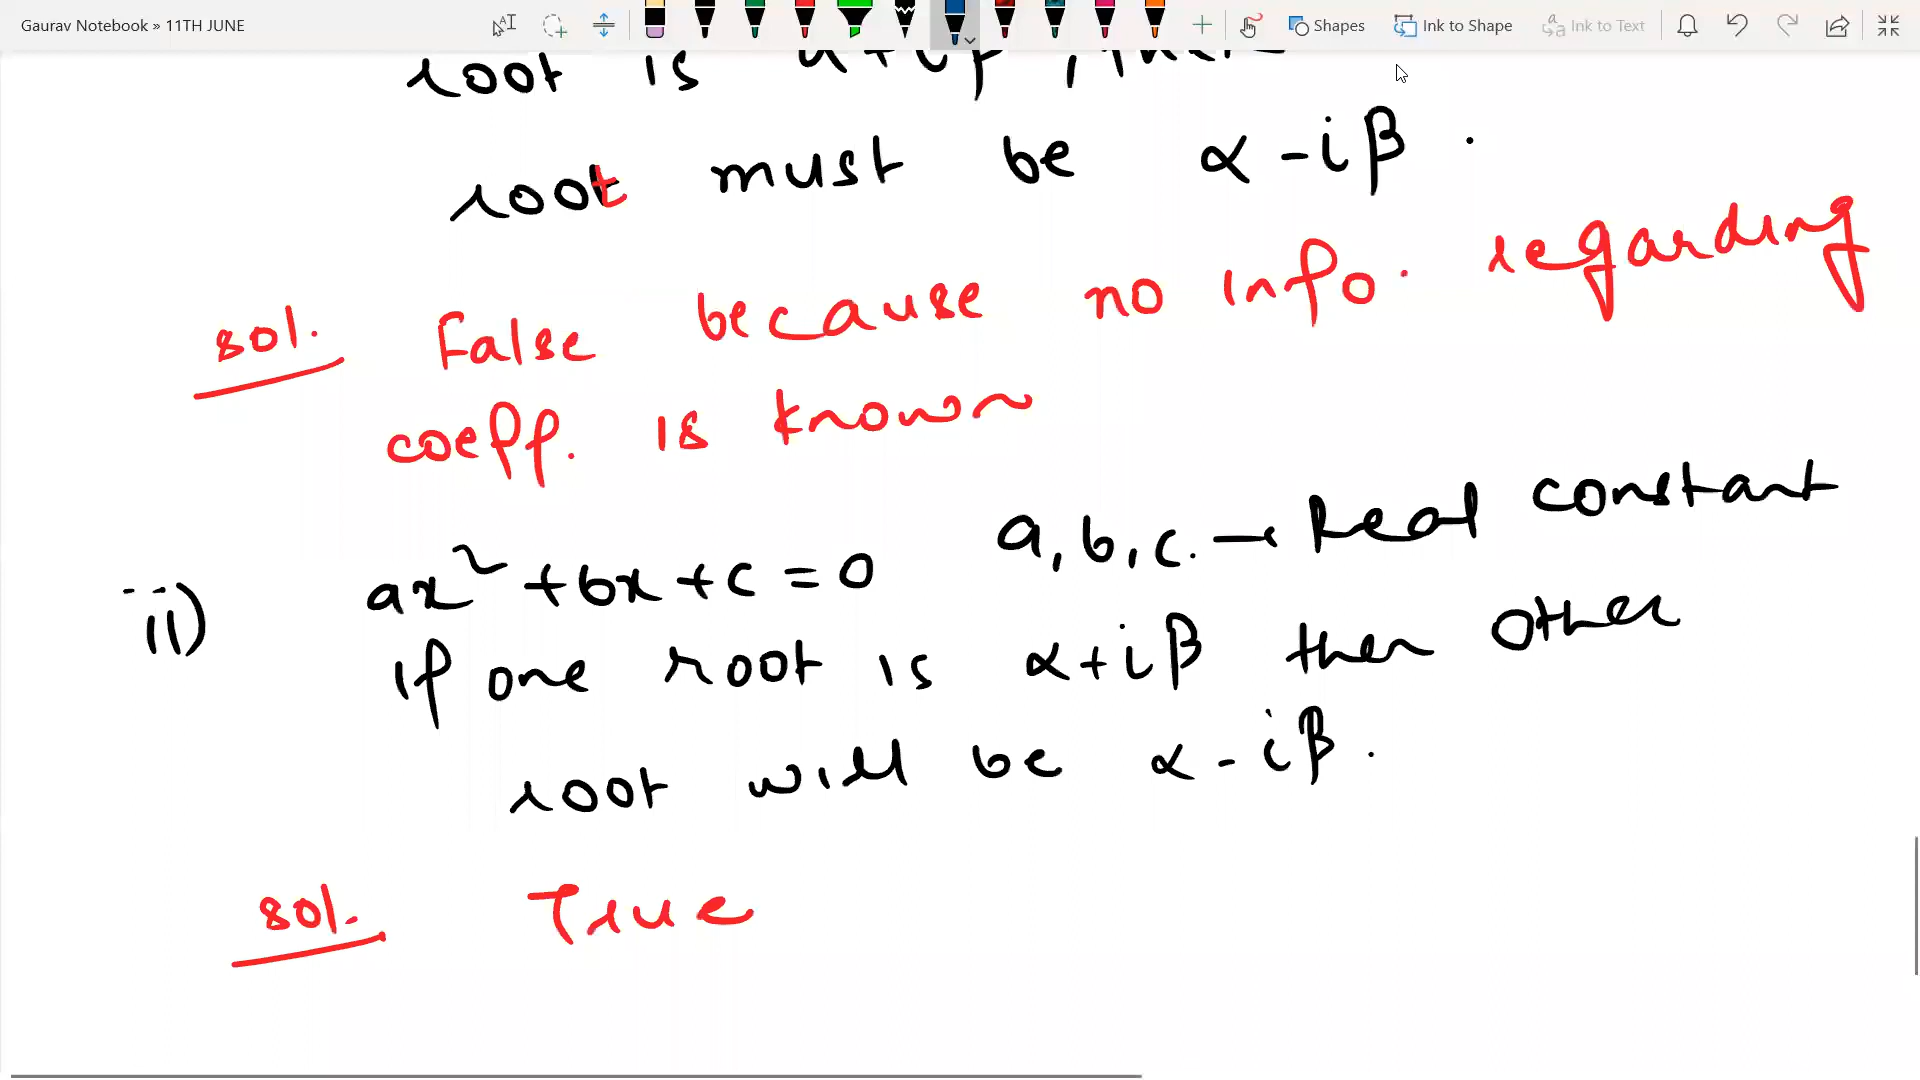 Gaurav Notebook » 11TH JUNE
Shapes
Ink to Shape
Ink to Text
root is α+iβ, then
root must be α-iβ.
sol. False because no info. regarding
coeff. is known
ii) ax²+bx+c=0 a,b,c.→Real constant
if one root is α+iβ then other
root will be α-iβ.
sol. True